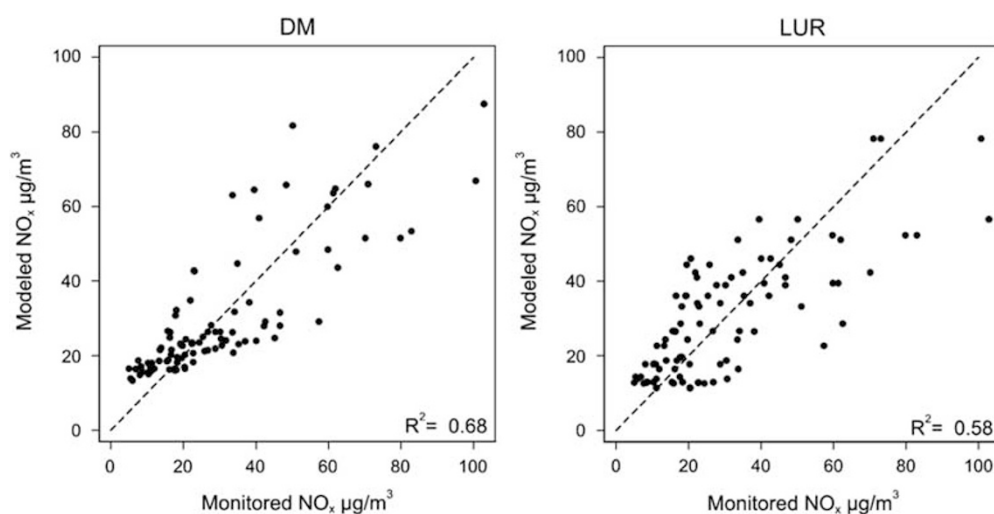 DM
LUR
Modeled NOₓ µg/m³
100
80
60
40
20
0
R²= 0.68
0 20 40 60 80 100
Monitored NOₓ µg/m³
Modeled NOₓ µg/m³
100
80
60
40
20
0
R²= 0.58
0 20 40 60 80 100
Monitored NOₓ µg/m³